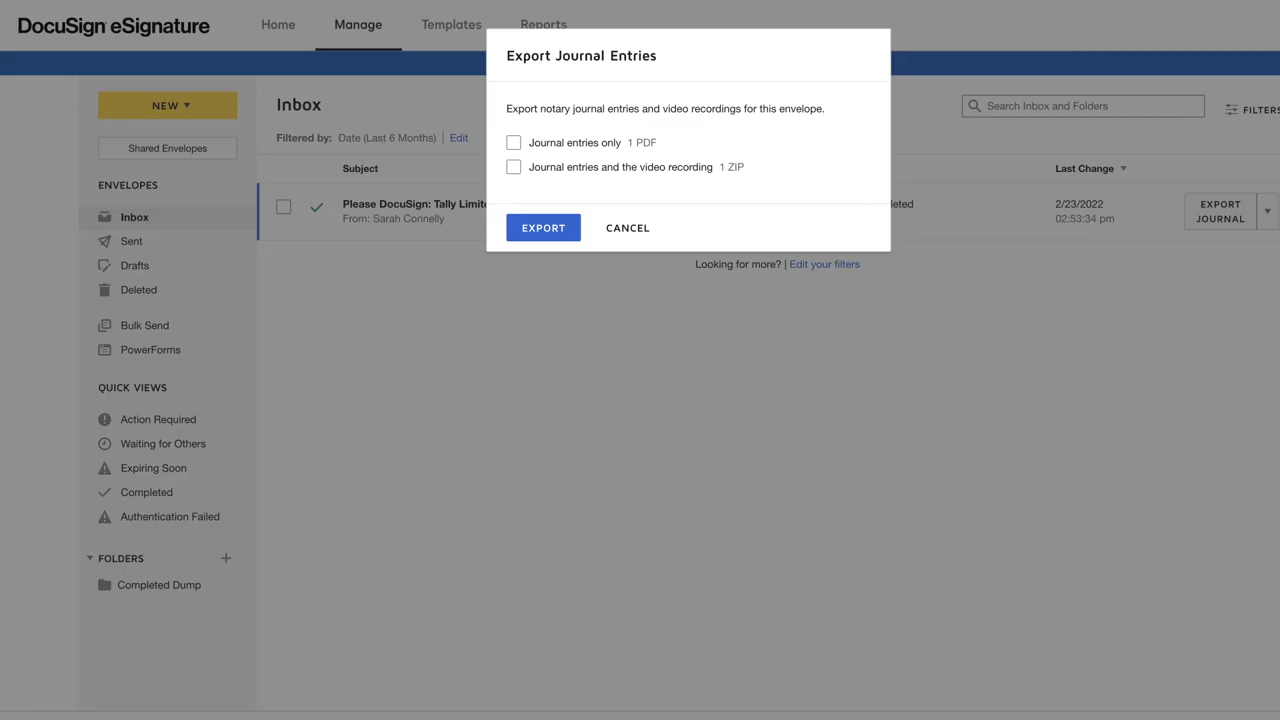 DocuSign eSignature
Home
Manage
Templates
Reports
Export Journal Entries
Export notary journal entries and video recordings for this envelope.
Journal entries only 1 PDF
Journal entries and the video recording 1 ZIP
EXPORT
CANCEL
NEW
Shared Envelopes
ENVELOPES
Inbox
Sent
Drafts
Deleted
Bulk Send
PowerForms
QUICK VIEWS
Action Required
Waiting for Others
Expiring Soon
Completed
Authentication Failed
FOLDERS
Completed Dump
Inbox
Search Inbox and Folders
FILTERS
Filtered by: Date (Last 6 Months) | Edit
Subject
Last Change
Please DocuSign: Tally Limite
From: Sarah Connelly
leted
2/23/2022
02:53:34 pm
EXPORT
JOURNAL
Looking for more? | Edit your filters